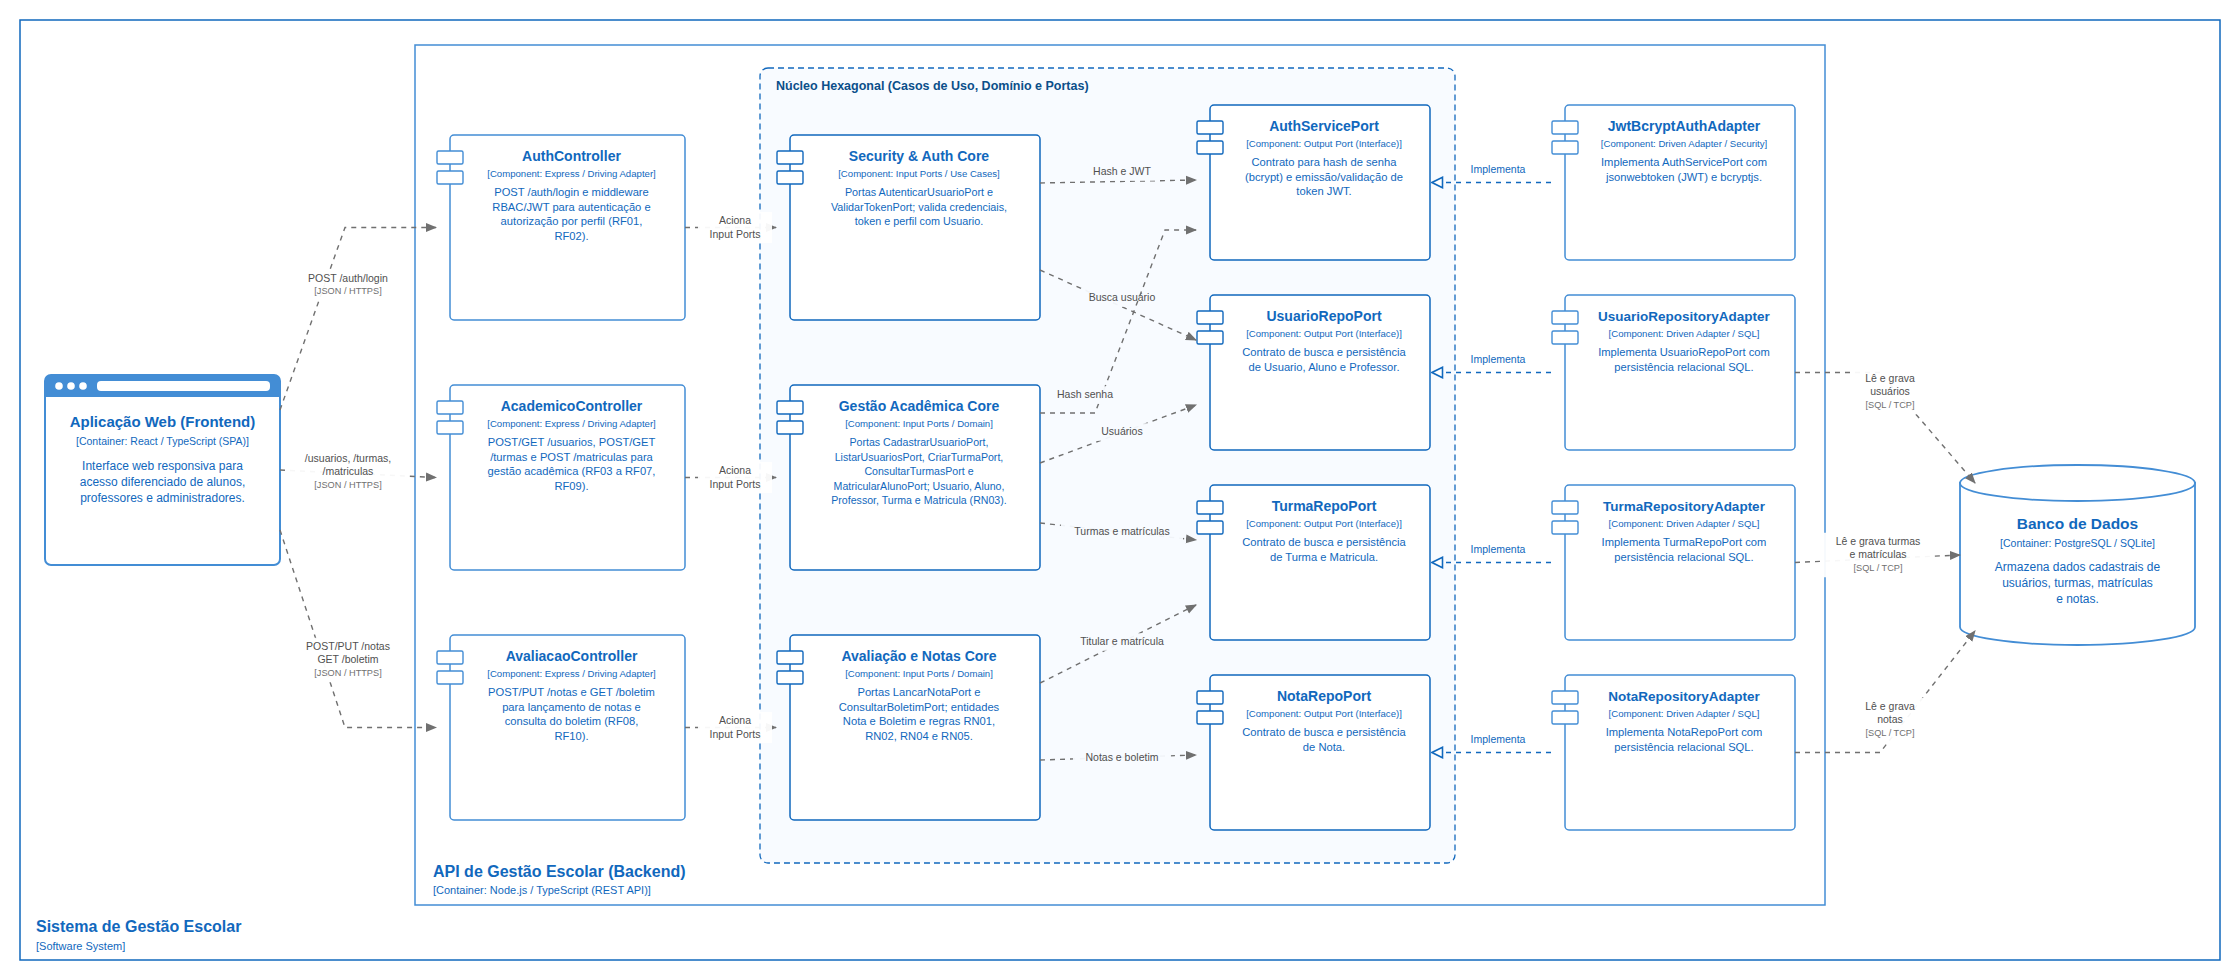 Núcleo Hexagonal (Casos de Uso, Domínio e Portas)
Aplicação Web (Frontend)
[Container: React / TypeScript (SPA)]
Interface web responsiva para
acesso diferenciado de alunos,
professores e administradores.
POST /auth/login
[JSON / HTTPS]
/usuarios, /turmas,
/matriculas
[JSON / HTTPS]
POST/PUT /notas
GET /boletim
[JSON / HTTPS]
AuthController
[Component: Express / Driving Adapter]
POST /auth/login e middleware
RBAC/JWT para autenticação e
autorização por perfil (RF01,
RF02).
AcademicoController
[Component: Express / Driving Adapter]
POST/GET /usuarios, POST/GET
/turmas e POST /matriculas para
gestão acadêmica (RF03 a RF07,
RF09).
AvaliacaoController
[Component: Express / Driving Adapter]
POST/PUT /notas e GET /boletim
para lançamento de notas e
consulta do boletim (RF08,
RF10).
Aciona
Input Ports
Aciona
Input Ports
Aciona
Input Ports
Security & Auth Core
[Component: Input Ports / Use Cases]
Portas AutenticarUsuarioPort e
ValidarTokenPort; valida credenciais,
token e perfil com Usuario.
Gestão Acadêmica Core
[Component: Input Ports / Domain]
Portas CadastrarUsuarioPort,
ListarUsuariosPort, CriarTurmaPort,
ConsultarTurmasPort e
MatricularAlunoPort; Usuario, Aluno,
Professor, Turma e Matricula (RN03).
Avaliação e Notas Core
[Component: Input Ports / Domain]
Portas LancarNotaPort e
ConsultarBoletimPort; entidades
Nota e Boletim e regras RN01,
RN02, RN04 e RN05.
Hash e JWT
Busca usuário
Hash senha
Usuários
Turmas e matrículas
Titular e matrícula
Notas e boletim
AuthServicePort
[Component: Output Port (Interface)]
Contrato para hash de senha
(bcrypt) e emissão/validação de
token JWT.
UsuarioRepoPort
[Component: Output Port (Interface)]
Contrato de busca e persistência
de Usuario, Aluno e Professor.
TurmaRepoPort
[Component: Output Port (Interface)]
Contrato de busca e persistência
de Turma e Matricula.
NotaRepoPort
[Component: Output Port (Interface)]
Contrato de busca e persistência
de Nota.
Implementa
Implementa
Implementa
Implementa
JwtBcryptAuthAdapter
[Component: Driven Adapter / Security]
Implementa AuthServicePort com
jsonwebtoken (JWT) e bcryptjs.
UsuarioRepositoryAdapter
[Component: Driven Adapter / SQL]
Implementa UsuarioRepoPort com
persistência relacional SQL.
TurmaRepositoryAdapter
[Component: Driven Adapter / SQL]
Implementa TurmaRepoPort com
persistência relacional SQL.
NotaRepositoryAdapter
[Component: Driven Adapter / SQL]
Implementa NotaRepoPort com
persistência relacional SQL.
Lê e grava
usuários
[SQL / TCP]
Lê e grava turmas
e matrículas
[SQL / TCP]
Lê e grava
notas
[SQL / TCP]
Banco de Dados
[Container: PostgreSQL / SQLite]
Armazena dados cadastrais de
usuários, turmas, matrículas
e notas.
API de Gestão Escolar (Backend)
[Container: Node.js / TypeScript (REST API)]
Sistema de Gestão Escolar
[Software System]